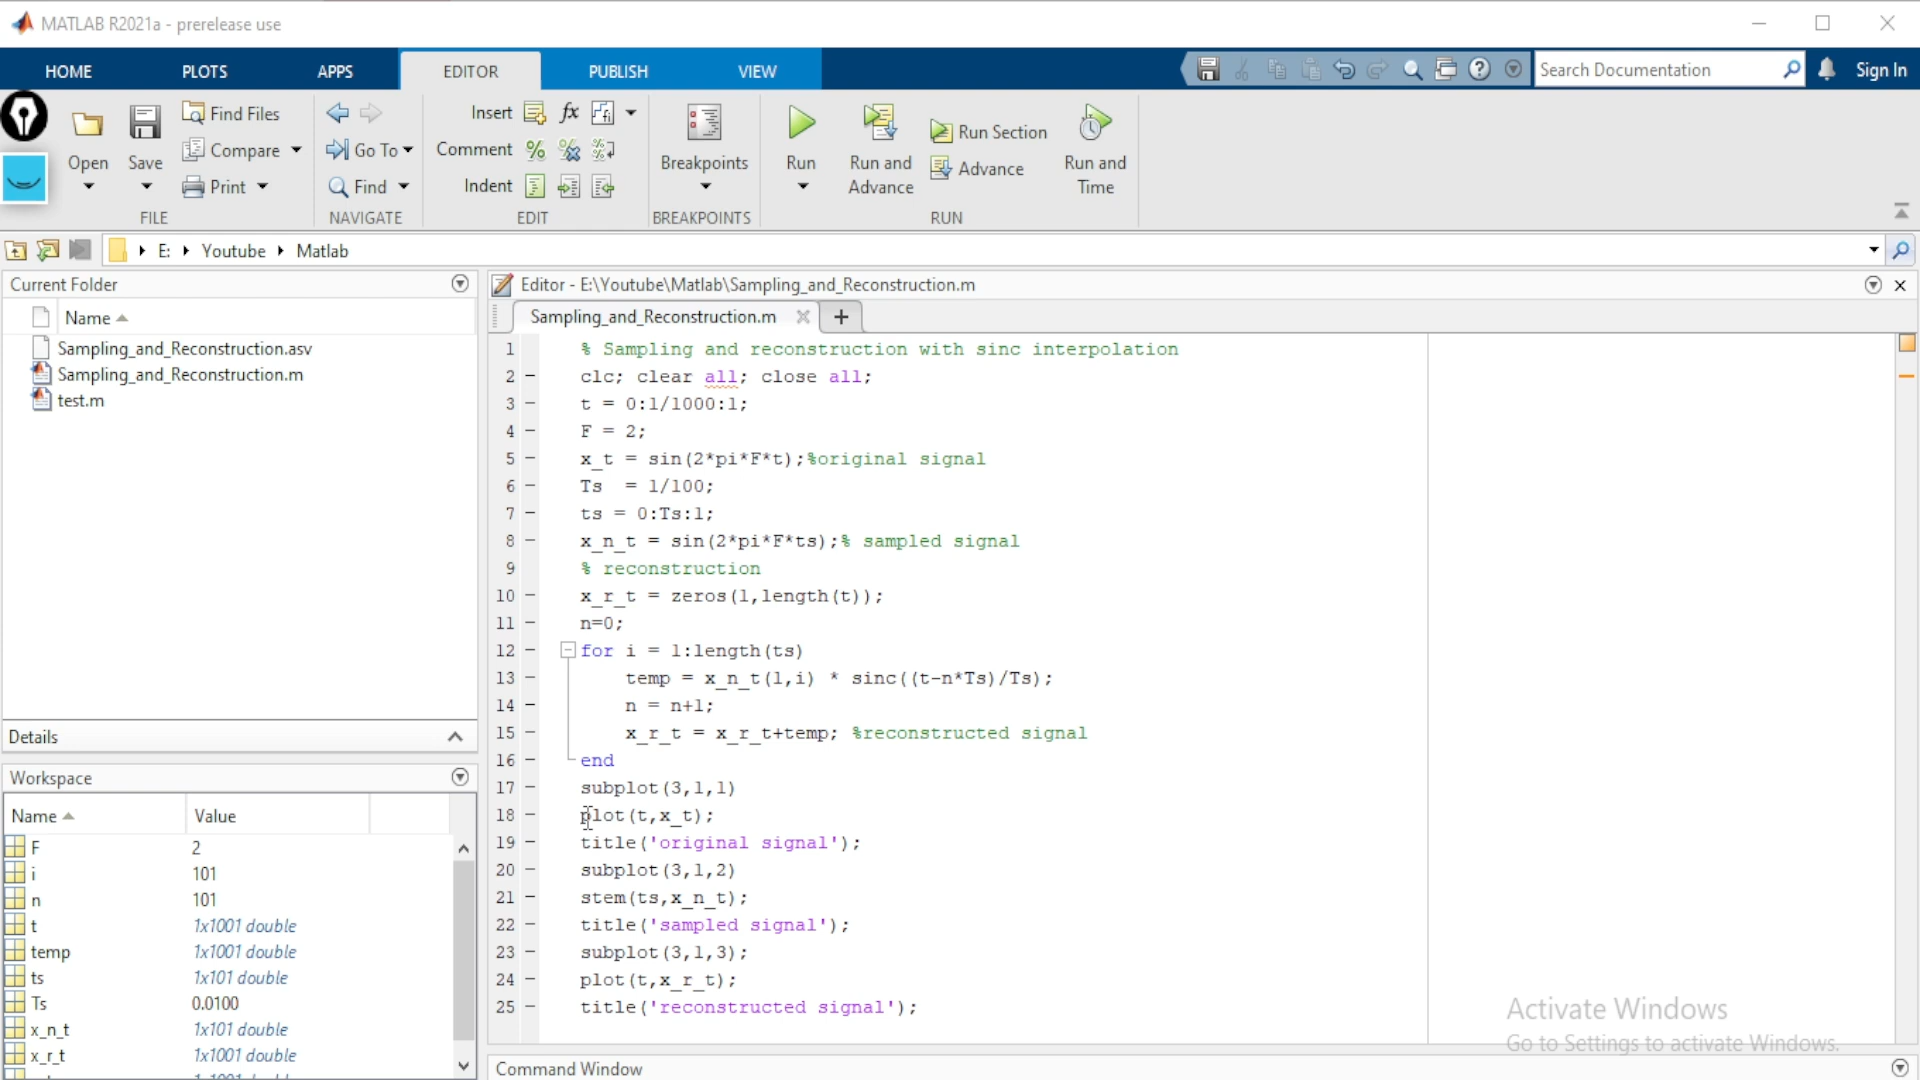 MATLAB R2021a - prerelease use
HOME PLOTS APPS EDITOR PUBLISH VIEW Search Documentation Sign In
Find Files Insert fx
Compare Go To Comment Run Section
Open Save Breakpoints Run Run and Advance Advance Run and Time
Print Find Indent
FILE NAVIGATE EDIT BREAKPOINTS RUN
E: Youtube Matlab
Current Folder
Name
Sampling_and_Reconstruction.asv
Sampling_and_Reconstruction.m
test.m
Details
Workspace
Name Value
F 2
i 101
n 101
t 1x1001 double
temp 1x1001 double
ts 1x101 double
Ts 0.0100
x_n_t 1x101 double
x_r_t 1x1001 double
Editor - E:\Youtube\Matlab\Sampling_and_Reconstruction.m
Sampling_and_Reconstruction.m
1 % Sampling and reconstruction with sinc interpolation
2 - clc; clear all; close all;
3 - t = 0:1/1000:1;
4 - F = 2;
5 - x_t = sin(2*pi*F*t);%original signal
6 - Ts = 1/100;
7 - ts = 0:Ts:1;
8 - x_n_t = sin(2*pi*F*ts);% sampled signal
9 % reconstruction
10 - x_r_t = zeros(1,length(t));
11 - n=0;
12 - for i = 1:length(ts)
13 - temp = x_n_t(1,i) * sinc((t-n*Ts)/Ts);
14 - n = n+1;
15 - x_r_t = x_r_t+temp; %reconstructed signal
16 - end
17 - subplot(3,1,1)
18 - plot(t,x_t);
19 - title('original signal');
20 - subplot(3,1,2)
21 - stem(ts,x_n_t);
22 - title('sampled signal');
23 - subplot(3,1,3);
24 - plot(t,x_r_t);
25 - title('reconstructed signal');
Activate Windows
Go to Settings to activate Windows.
Command Window